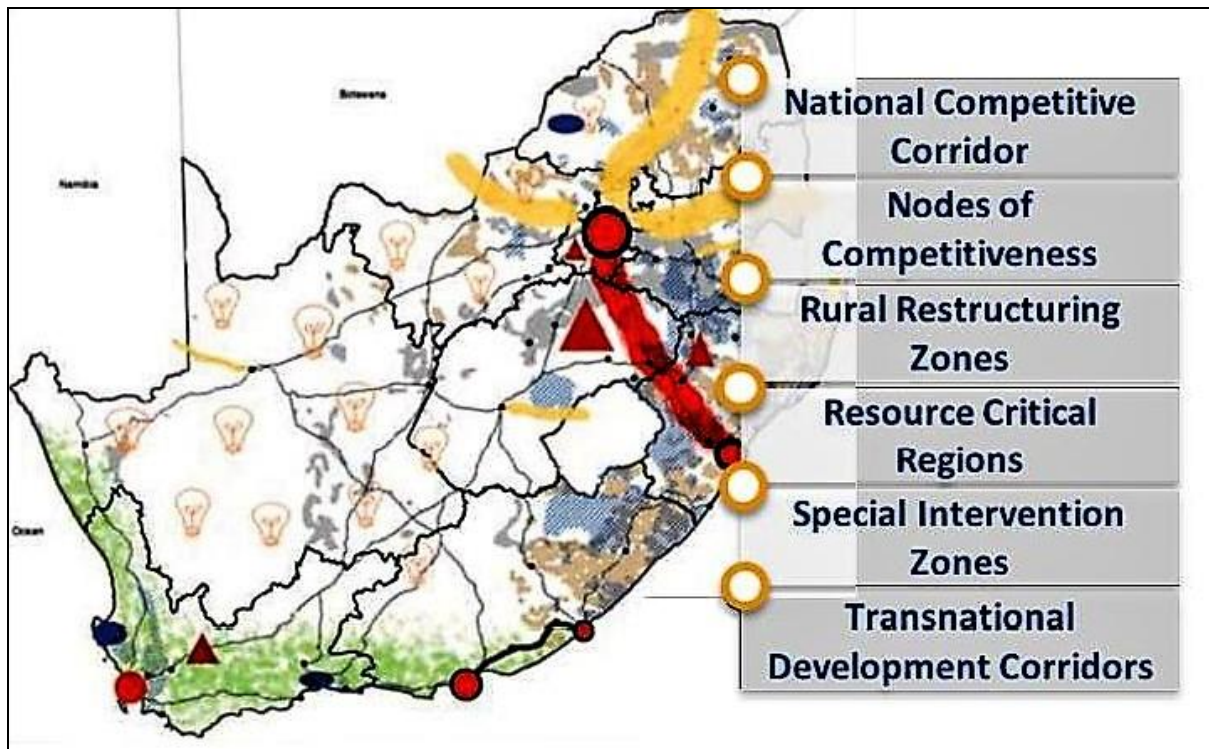 Botswana
Namibia
Ocean
National Competitive
Corridor
Nodes of
Competitiveness
Rural Restructuring
Zones
Resource Critical
Regions
Special Intervention
Zones
Transnational
Development Corridors